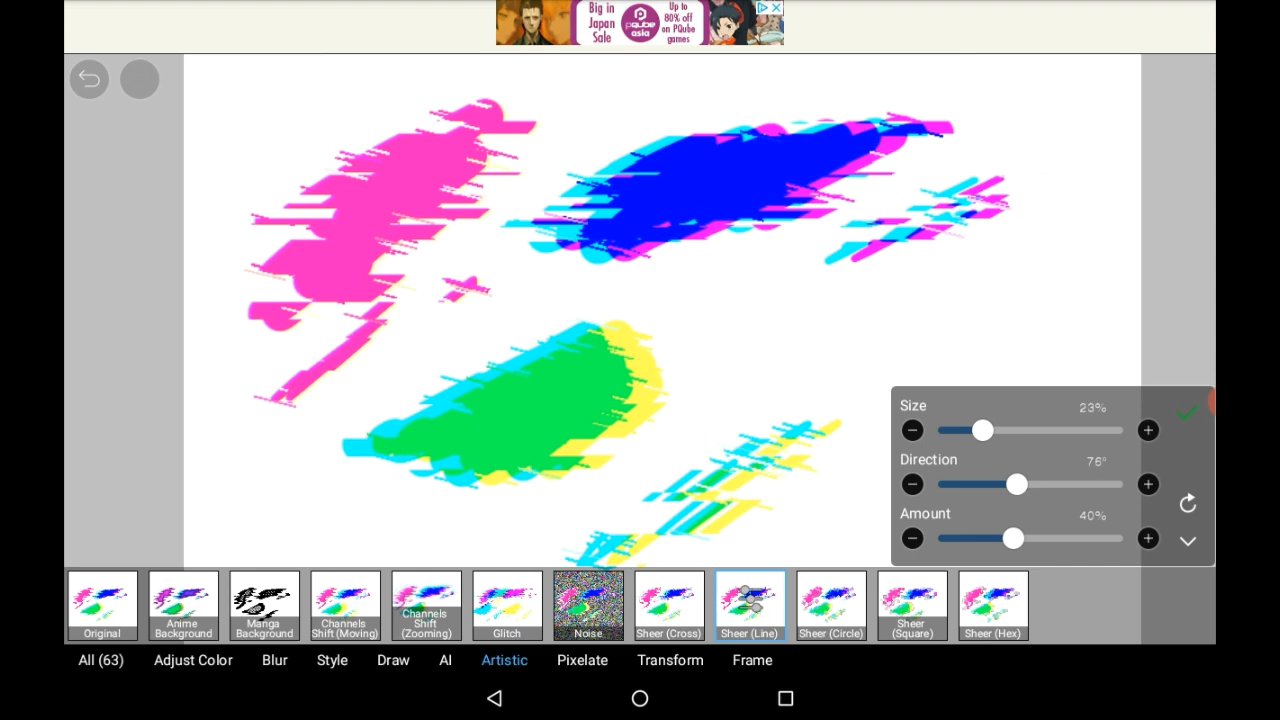 Big in
Japan
Sale
PQube
asia
Up to
80% off
on PQube
games
Size
23%
Direction
76°
Amount
40%
Original
Anime
Background
Manga
Background
Channels
Shift (Moving)
Channels
Shift
(Zooming)
Glitch
Noise
Sheer (Cross)
Sheer (Line)
Sheer (Circle)
Sheer
(Square)
Sheer (Hex)
All (63)
Adjust Color
Blur
Style
Draw
AI
Artistic
Pixelate
Transform
Frame